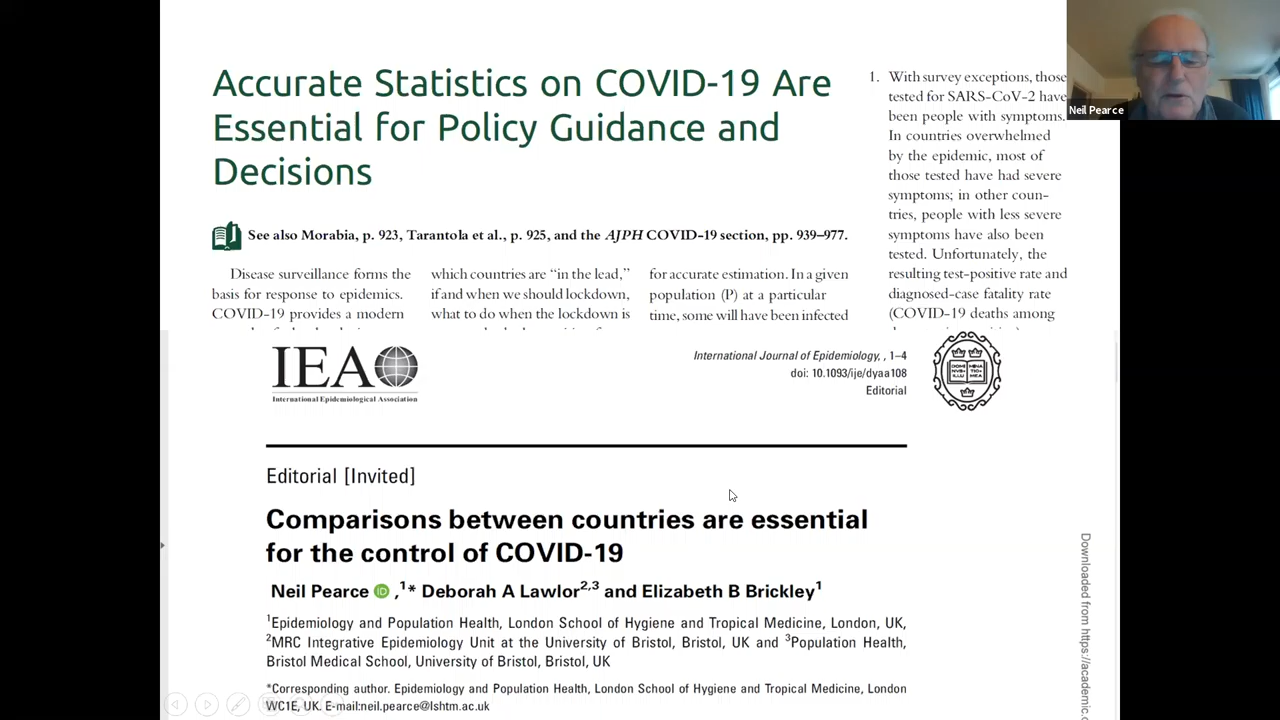 Accurate Statistics on COVID-19 Are
Essential for Policy Guidance and
Decisions
See also Morabia, p. 923, Tarantola et al., p. 925, and the AJPH COVID-19 section, pp. 939–977.
Disease surveillance forms the
basis for response to epidemics.
COVID-19 provides a modern
which countries are “in the lead,”
if and when we should lockdown,
what to do when the lockdown is
for accurate estimation. In a given
population (P) at a particular
time, some will have been infected
1. With survey exceptions, those
tested for SARS-CoV-2 have
been people with symptoms.
In countries overwhelmed
by the epidemic, most of
those tested have had severe
symptoms; in other coun-
tries, people with less severe
symptoms have also been
tested. Unfortunately, the
resulting test-positive rate and
diagnosed-case fatality rate
(COVID-19 deaths among
Neil Pearce
IEA
International Epidemiological Association
International Journal of Epidemiology, , 1–4
doi: 10.1093/ije/dyaa108
Editorial
DOMI
NVS
ILLV
MINA
TIO
MEA
Editorial [Invited]
Comparisons between countries are essential
for the control of COVID-19
Neil Pearce iD ,1* Deborah A Lawlor2,3 and Elizabeth B Brickley1
1Epidemiology and Population Health, London School of Hygiene and Tropical Medicine, London, UK,
2MRC Integrative Epidemiology Unit at the University of Bristol, Bristol, UK and 3Population Health,
Bristol Medical School, University of Bristol, Bristol, UK
*Corresponding author. Epidemiology and Population Health, London School of Hygiene and Tropical Medicine, London
WC1E, UK. E-mail:neil.pearce@lshtm.ac.uk
Downloaded from https://academic.c